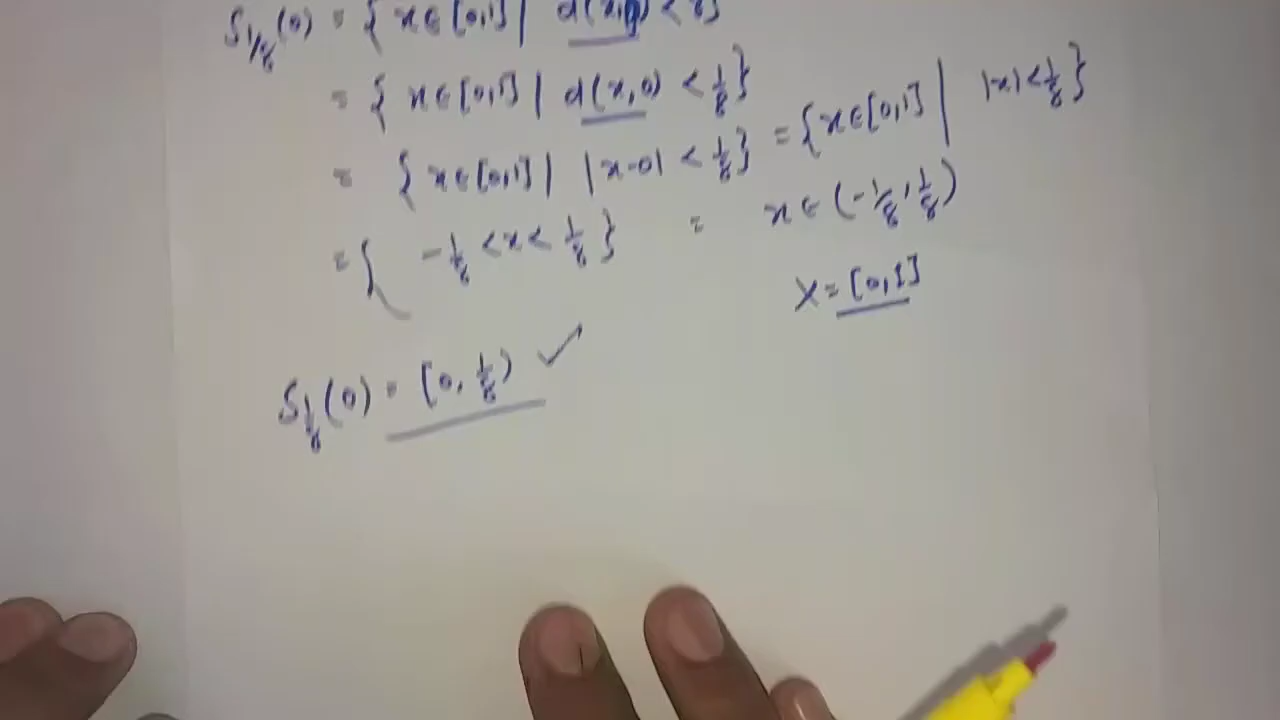 S1/8(0) = { x ∈ [0,1] | d(x,0) < r }
= { x ∈ [0,1] | d(x,0) < 1/8 }
= { x ∈ [0,1] | |x-0| < 1/8 } = { x ∈ [0,1] | |x| < 1/8 }
= { -1/8 < x < 1/8 } = x ∈ (-1/8, 1/8)
X = [0,1]
S1/8(0) = [0, 1/8) ✓